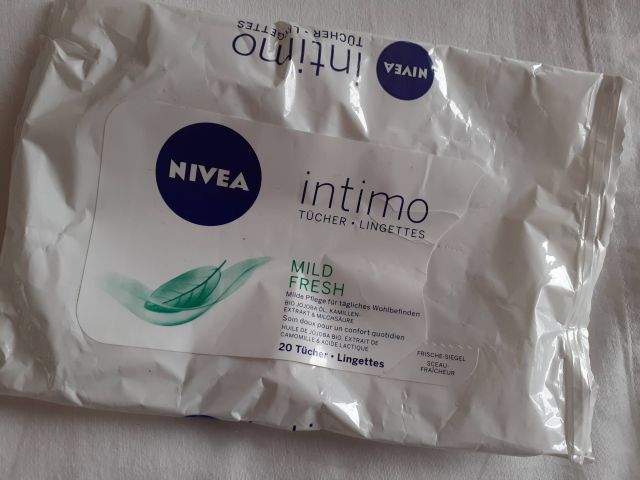 intimo
TÜCHER • LINGETTES
NIVEA
NIVEA
intimo
TÜCHER • LINGETTES
MILD
FRESH
Milde Pflege für tägliches Wohlbefinden
BIO JOJOBA ÖL, KAMILLEN-
EXTRAKT & MILCHSÄURE
Soin doux pour un confort quotidien
HUILE DE JOJOBA BIO, EXTRAIT DE
CAMOMILLE & ACIDE LACTIQUE
20 Tücher • Lingettes
FRISCHE-SIEGEL
SCEAU-
FRAÎCHEUR